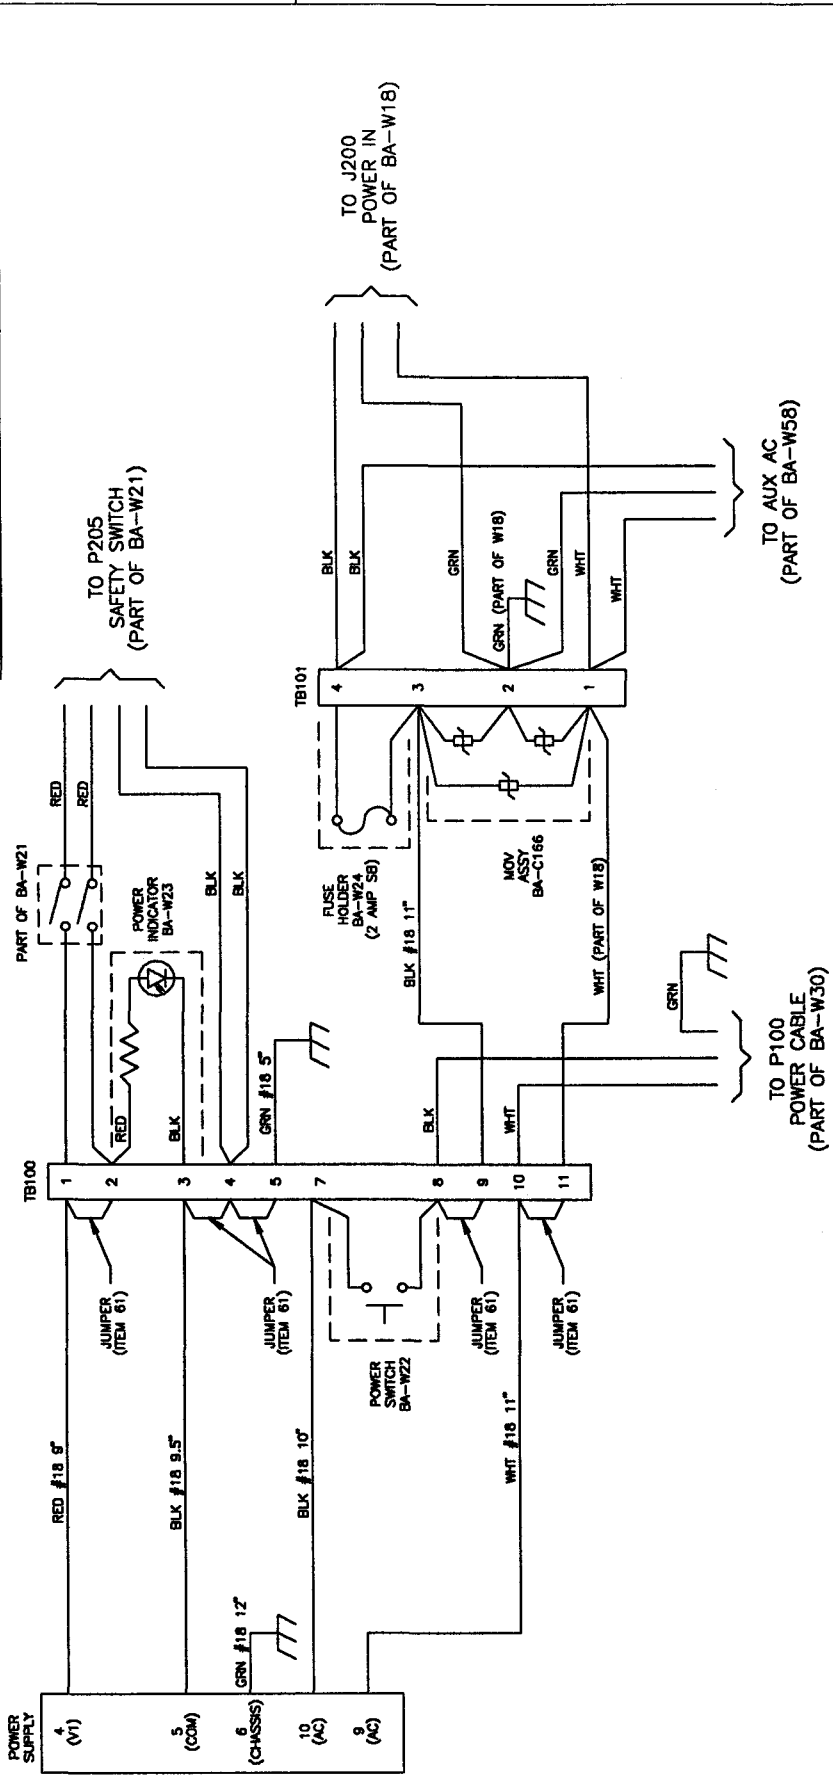 POWER
SUPPLY
4
(V1)
5
(COM)
6
(CHASSIS)
10
(AC)
9
(AC)
RED #18 9"
BLK #18 9.5"
GRN #18 12"
BLK #18 10"
WHT #18 11"
JUMPER
(ITEM 61)
JUMPER
(ITEM 61)
POWER
SWITCH
BA-W22
JUMPER
(ITEM 61)
JUMPER
(ITEM 61)
TB100
1
2
3
4
5
7
8
9
10
11
RED
BLK
GRN #18 5"
BLK
WHT
PART OF BA-W21
POWER
INDICATOR
BA-W23
RED
RED
BLK
BLK
TO P205
SAFETY SWITCH
(PART OF BA-W21)
BLK #18 11"
WHT (PART OF W18)
GRN
TO P100
POWER CABLE
(PART OF BA-W30)
FUSE
HOLDER
BA-W24
(2 AMP SB)
MOV
ASSY
BA-C166
TB101
4
3
2
1
BLK
BLK
GRN
GRN (PART OF W18)
GRN
WHT
WHT
TO J200
POWER IN
(PART OF BA-W18)
TO AUX AC
(PART OF BA-W58)